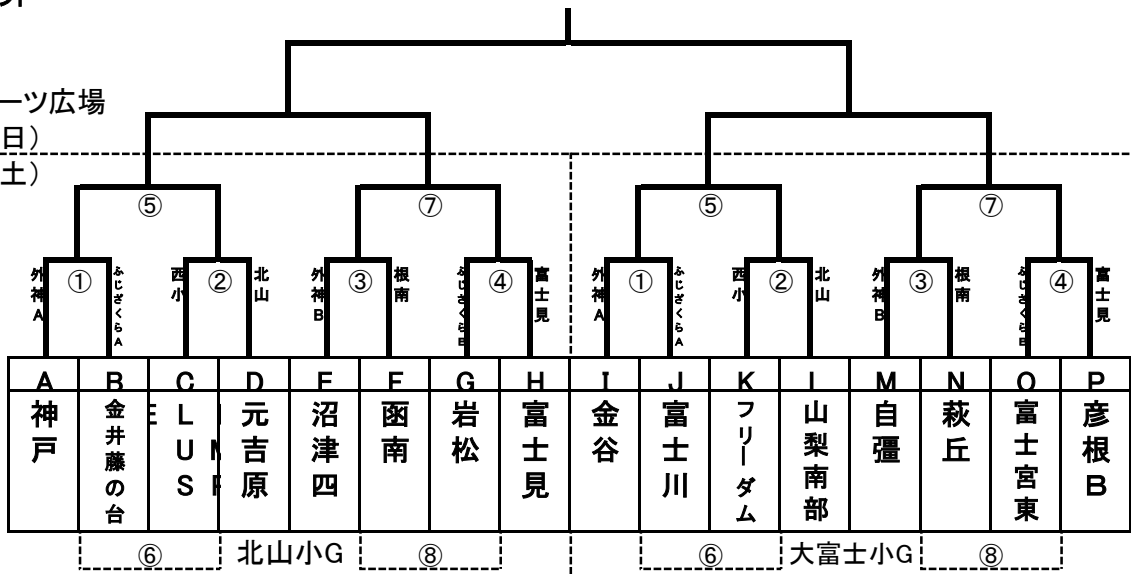 ーツ広場
日）
土）
⑤ ⑦ ⑤ ⑦
外神A ① ふじざくらA 西小 ② 北山 外神B ③ 根南 ふじざくらB ④ 富士見 外神A ① ふじざくらA 西小 ② 北山 外神B ③ 根南 ふじざくらB ④ 富士見
A B C D E F G H I J K L M N O P
神戸 金井藤の台 LUS 元吉原 沼津四 函南 岩松 富士見 金谷 富士川 フリーダム 山梨南部 自彊 萩丘 富士宮東 彦根B
⑥ 北山小G ⑧ ⑥ 大富士小G ⑧